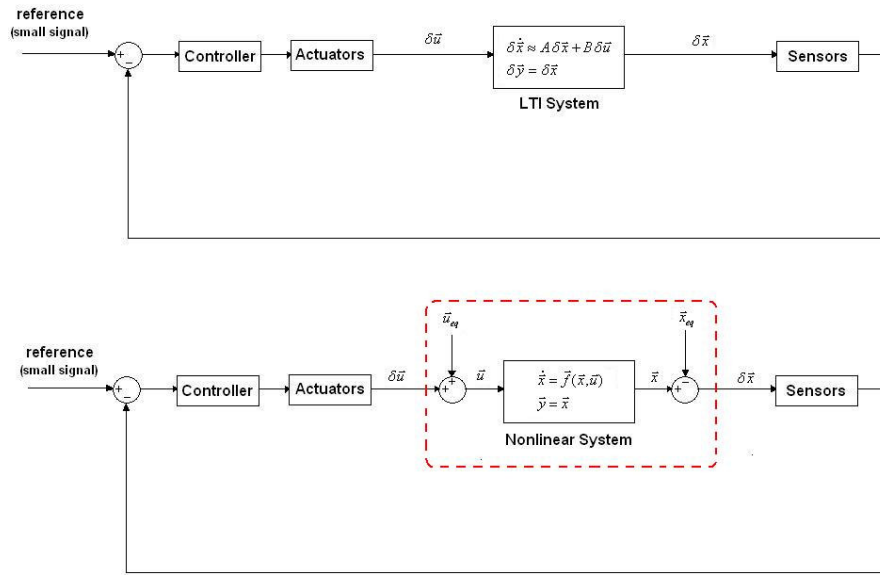 reference
(small signal)
+
−
Controller
Actuators
δu⃗
δẋ⃗ ≈ Aδx⃗ + Bδu⃗
δy⃗ = δx⃗
LTI System
δx⃗
Sensors
u⃗eq
x⃗eq
reference
(small signal)
+
−
Controller
Actuators
δu⃗
+
+
u⃗
ẋ⃗ = f⃗(x⃗,u⃗)
y⃗ = x⃗
Nonlinear System
x⃗
+
−
δx⃗
Sensors